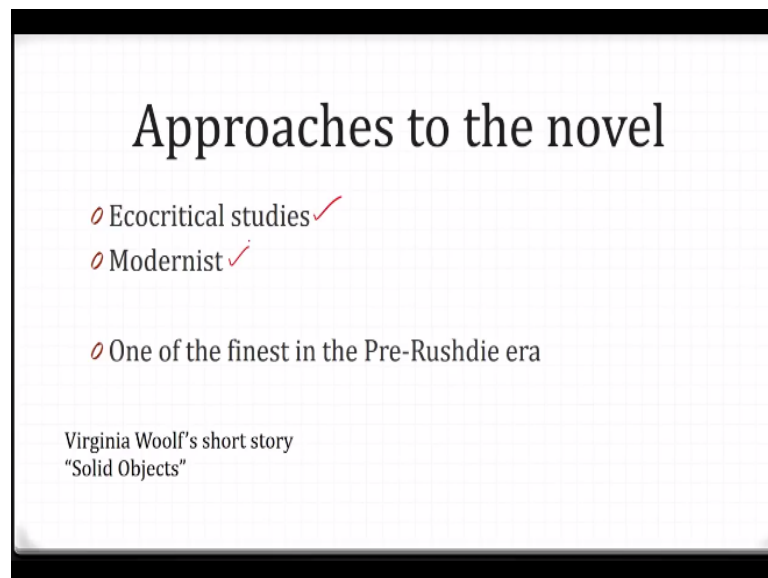 Approaches to the novel
Ecocritical studies
Modernist
One of the finest in the Pre-Rushdie era
Virginia Woolf’s short story
“Solid Objects”